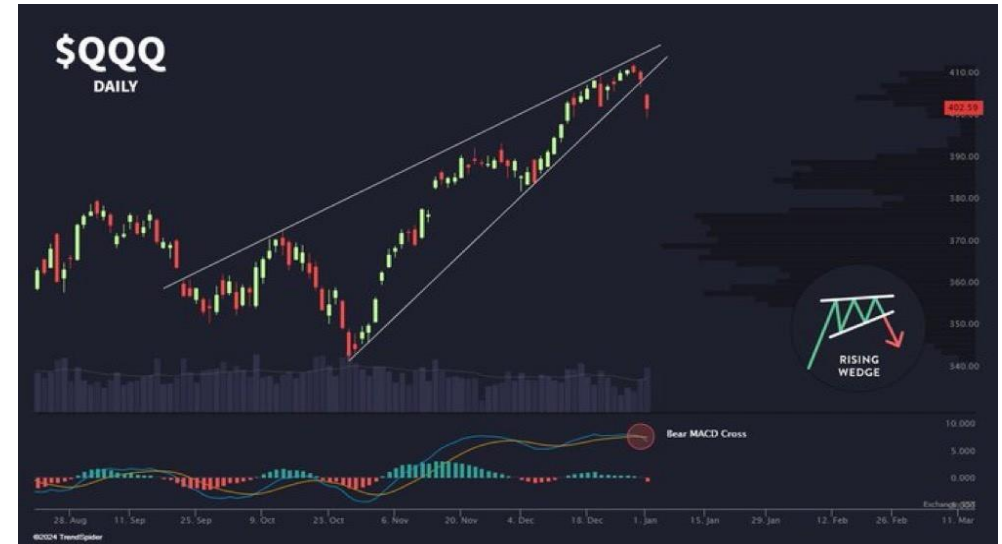 $QQQ
DAILY
410.00
402.59
390.00
380.00
370.00
360.00
350.00
340.00
RISING
WEDGE
10.000
Bear MACD Cross
5.000
0.000
28. Aug 11. Sep 25. Sep 9. Oct 23. Oct 6. Nov 20. Nov 4. Dec 18. Dec 1. Jan 15. Jan 29. Jan 12. Feb 26. Feb 11. Mar
©2024 TrendSpider